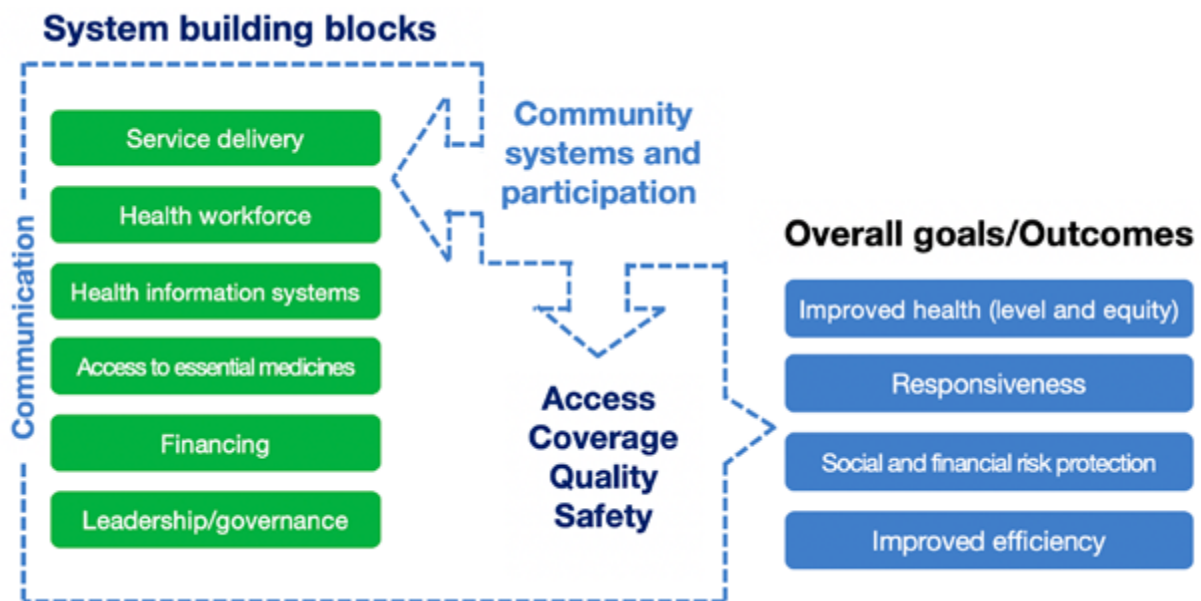 System building blocks
Communication
Service delivery
Health workforce
Health information systems
Access to essential medicines
Financing
Leadership/governance
Community
systems and
participation
Access
Coverage
Quality
Safety
Overall goals/Outcomes
Improved health (level and equity)
Responsiveness
Social and financial risk protection
Improved efficiency